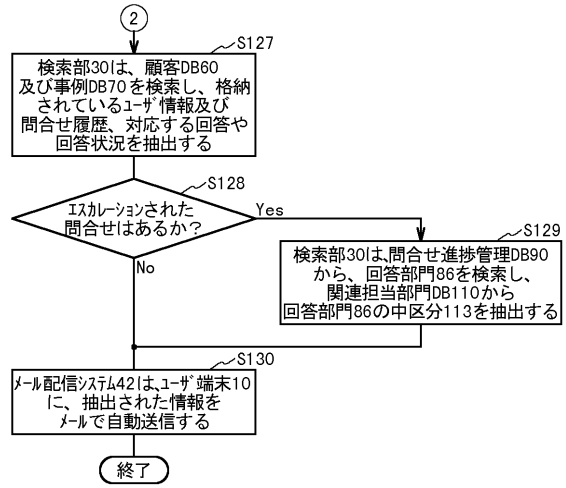 2
S127
検索部30は、顧客DB60
及び事例DB70を検索し、格納
されているﾕｰｻﾞ情報及び
問合せ履歴、対応する回答や
回答状況を抽出する
S128
ｴｽｶﾚｰｼｮﾝされた
問合せはあるか？
Yes
No
S129
検索部30は､問合せ進捗管理DB90
から、回答部門86を検索し、
関連担当部門DB110から
回答部門86の中区分113を抽出する
S130
ﾒｰﾙ配信ｼｽﾃﾑ42は､ﾕｰｻﾞ端末10
に、抽出された情報を
ﾒｰﾙで自動送信する
終了